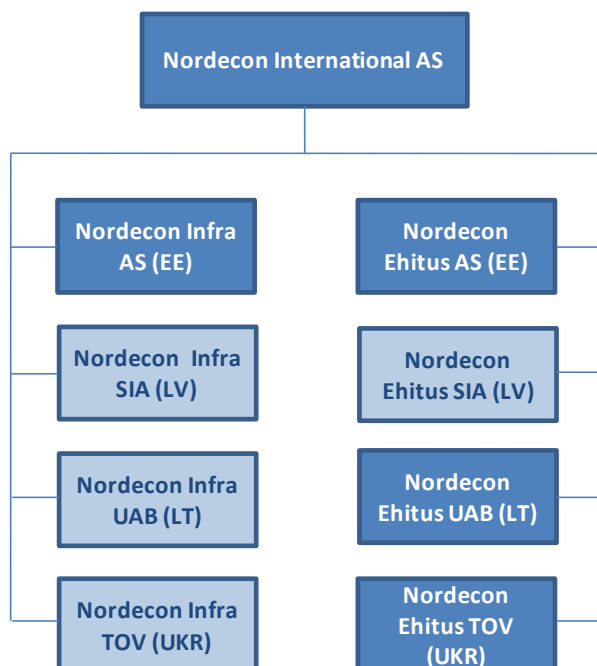 Nordecon International AS
Nordecon Infra
AS (EE)
Nordecon
Ehitus AS (EE)
Nordecon Infra
SIA (LV)
Nordecon
Ehitus SIA (LV)
Nordecon Infra
UAB (LT)
Nordecon
Ehitus UAB (LT)
Nordecon Infra
TOV (UKR)
Nordecon
Ehitus TOV
(UKR)